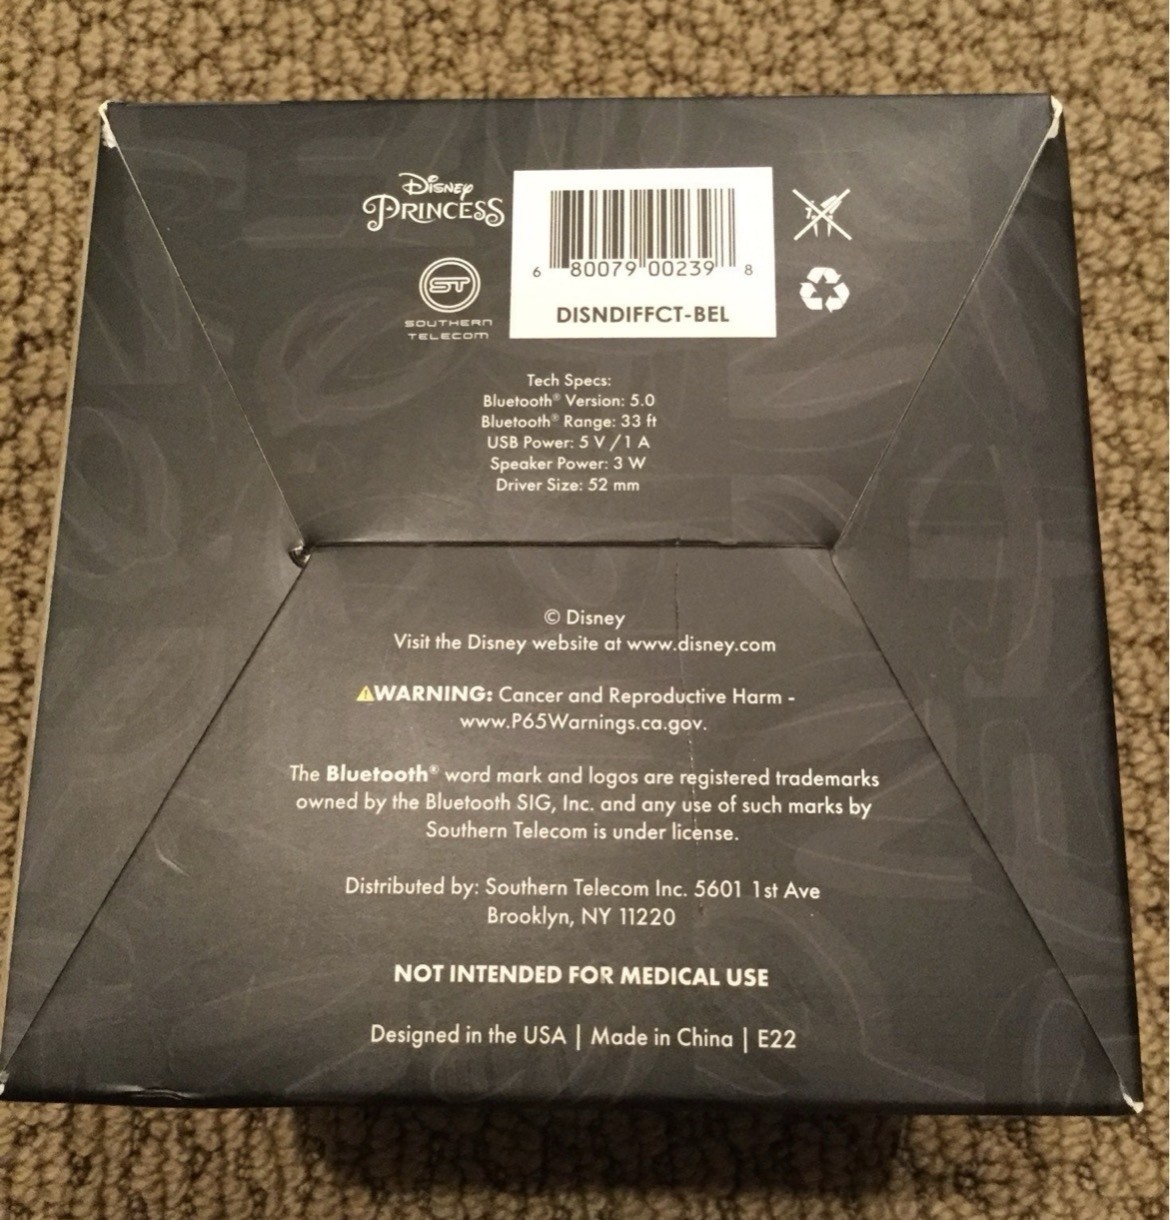 Disney
PRINCESS
ST
SOUTHERN
TELECOM
6 80079 00239 8
DISNDIFFCT-BEL
Tech Specs:
Bluetooth® Version: 5.0
Bluetooth® Range: 33 ft
USB Power: 5 V / 1 A
Speaker Power: 3 W
Driver Size: 52 mm
© Disney
Visit the Disney website at www.disney.com
⚠WARNING: Cancer and Reproductive Harm -
www.P65Warnings.ca.gov.
The Bluetooth® word mark and logos are registered trademarks
owned by the Bluetooth SIG, Inc. and any use of such marks by
Southern Telecom is under license.
Distributed by: Southern Telecom Inc. 5601 1st Ave
Brooklyn, NY 11220
NOT INTENDED FOR MEDICAL USE
Designed in the USA | Made in China | E22